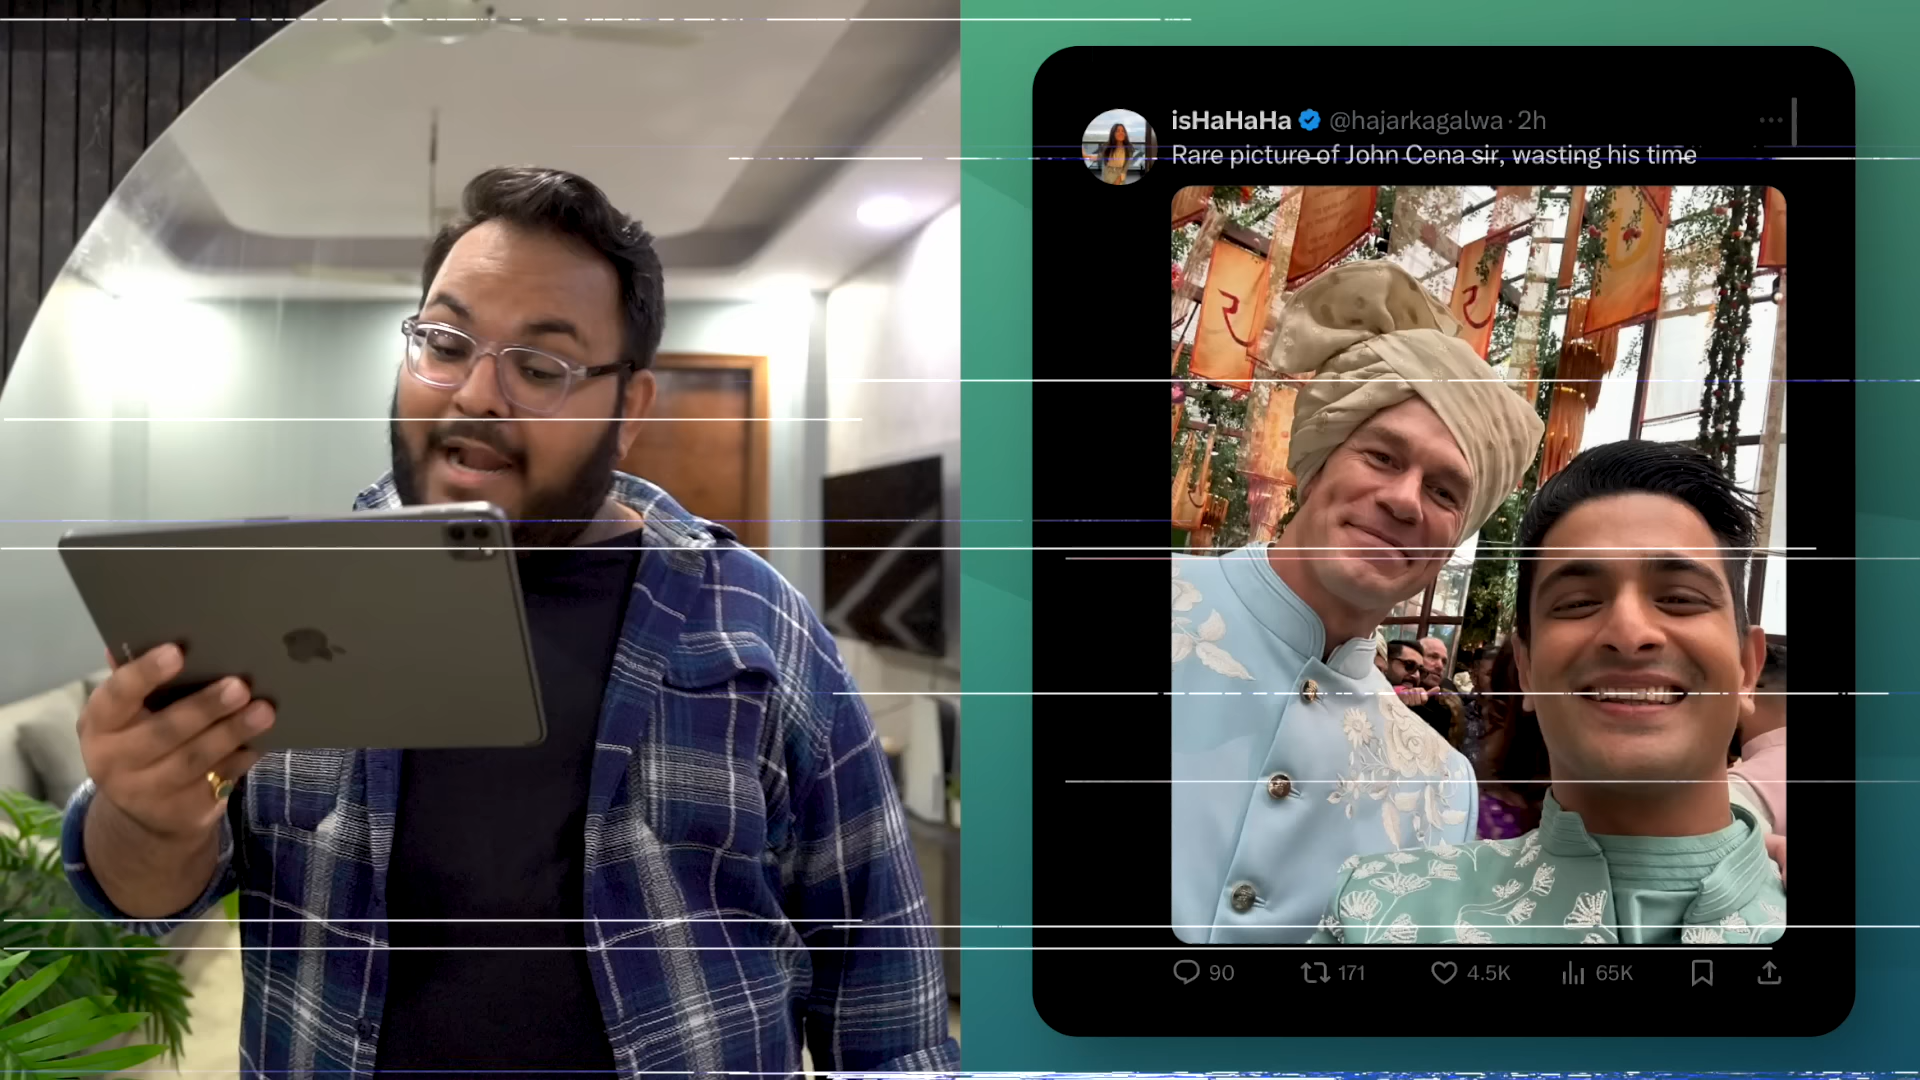 isHaHaHa @hajarkagalwa · 2h
Rare picture of John Cena sir, wasting his time
र
र
90 171 4.5K 65K